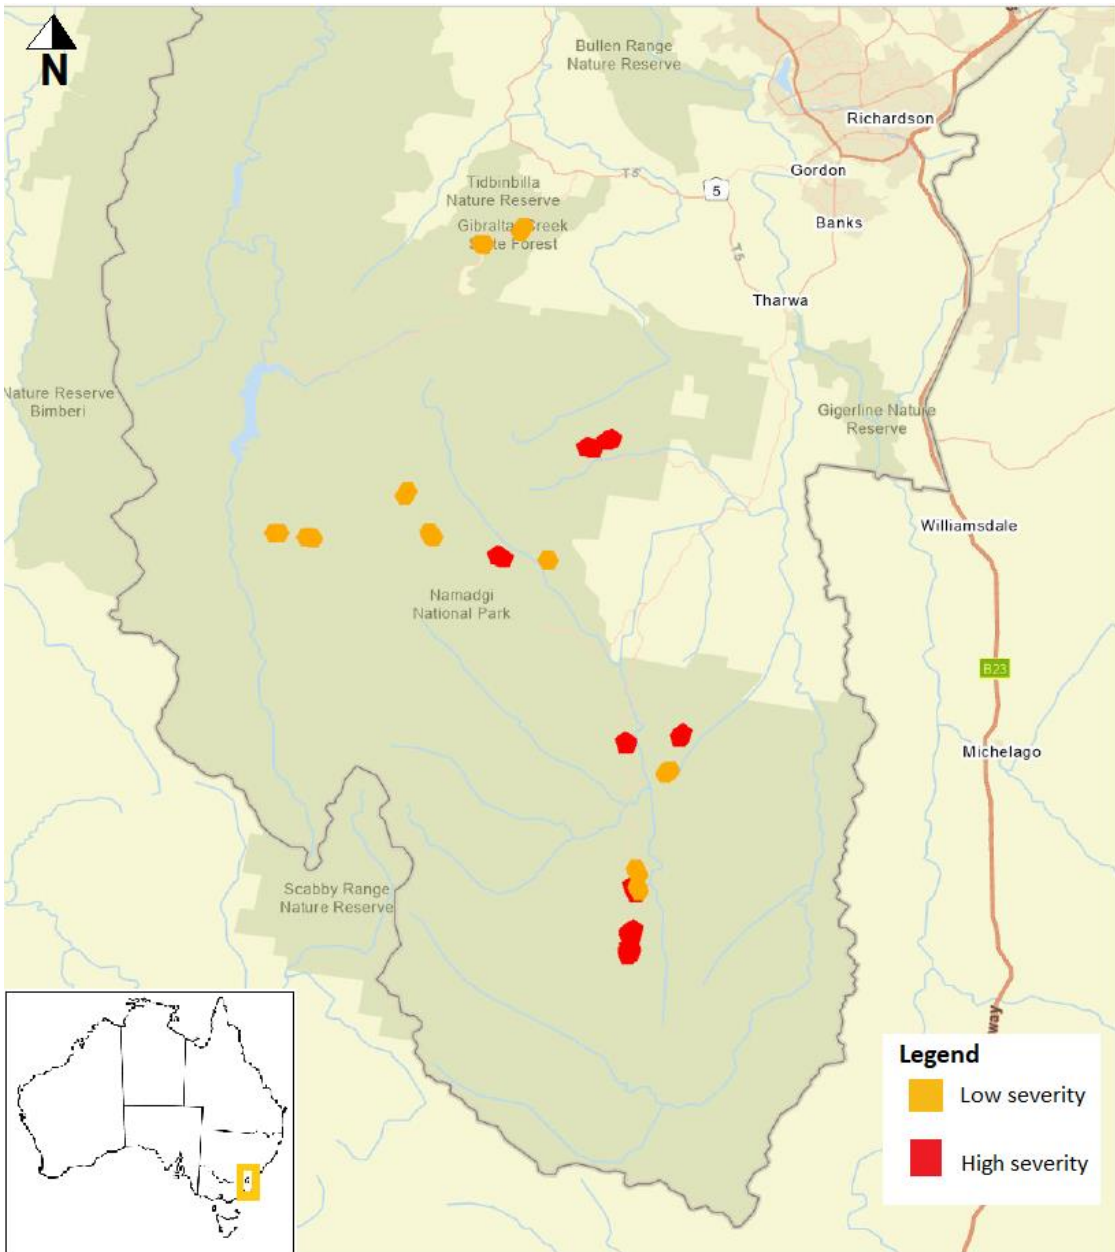 N
Bullen Range
Nature Reserve
Richardson
Gordon
T5
5
Tidbinbilla
Nature Reserve
Banks
Gibraltar Creek
State Forest
T5
Tharwa
Nature Reserve
Bimberi
Gigerline Nature
Reserve
Williamsdale
Namadgi
National Park
B23
Michelago
Scabby Range
Nature Reserve
way
Legend
Low severity
High severity